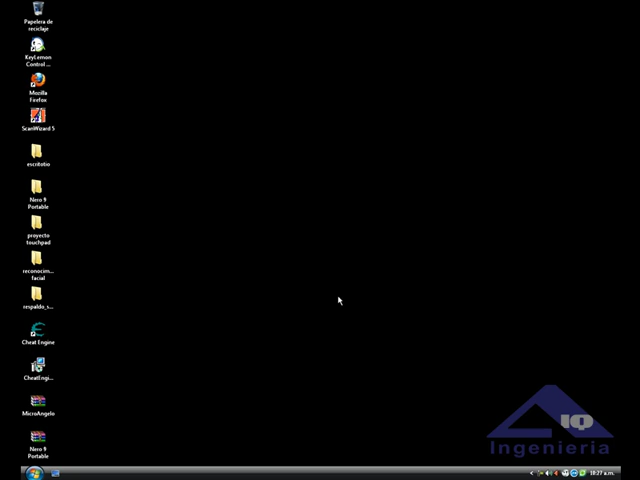 Papelera de
reciclaje
KeyLemon
Control ...
Mozilla
Firefox
ScanWizard 5
escritotio
Nero 9
Portable
proyecto
touchpad
reconocim...
facial
respaldo_s...
Cheat Engine
CheatEngi...
MicroAngelo
Nero 9
Portable
IQ
Ingenieria
10:27 a.m.